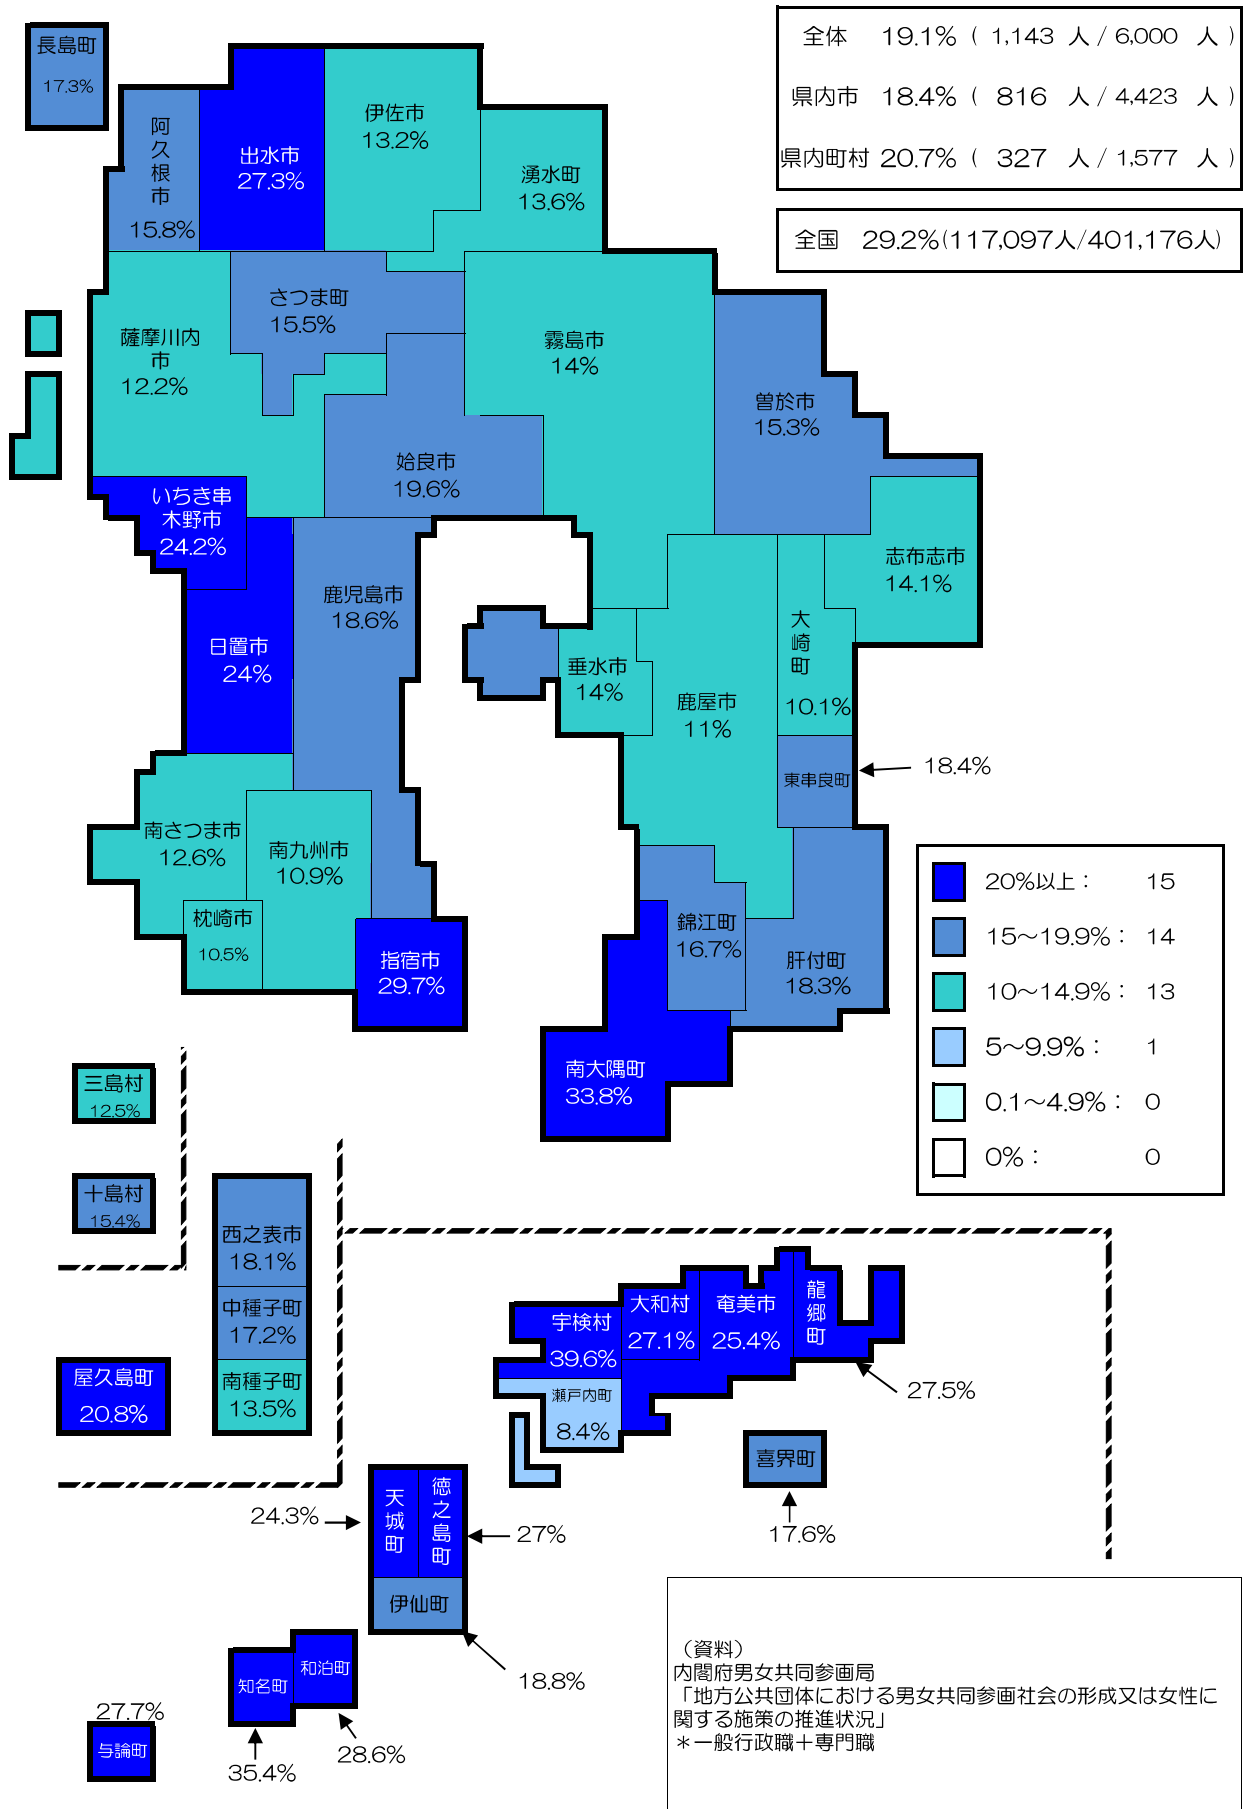 長島町
17.3%
全体 19.1% ( 1,143 人 / 6,000 人 )
県内市 18.4% ( 816 人 / 4,423 人 )
県内町村 20.7% ( 327 人 / 1,577 人 )
全国 29.2%(117,097人/401,176人)
阿久根市
15.8%
出水市
27.3%
伊佐市
13.2%
湧水町
13.6%
さつま町
15.5%
薩摩川内
市
12.2%
霧島市
14%
曽於市
15.3%
姶良市
19.6%
いちき串
木野市
24.2%
志布志市
14.1%
鹿児島市
18.6%
日置市
24%
大崎町
10.1%
垂水市
14%
鹿屋市
11%
東串良町
18.4%
南さつま市
12.6%
南九州市
10.9%
枕崎市
10.5%
指宿市
29.7%
錦江町
16.7%
肝付町
18.3%
南大隅町
33.8%
20%以上: 15
15～19.9%: 14
10～14.9%: 13
5～9.9%: 1
0.1～4.9%: 0
0%: 0
三島村
12.5%
十島村
15.4%
西之表市
18.1%
中種子町
17.2%
南種子町
13.5%
屋久島町
20.8%
宇検村
39.6%
大和村
27.1%
奄美市
25.4%
龍郷町
27.5%
瀬戸内町
8.4%
喜界町
17.6%
天城町
24.3%
徳之島町
27%
伊仙町
18.8%
和泊町
28.6%
知名町
35.4%
27.7%
与論町
（資料）
内閣府男女共同参画局
「地方公共団体における男女共同参画社会の形成又は女性に
関する施策の推進状況」
＊一般行政職＋専門職